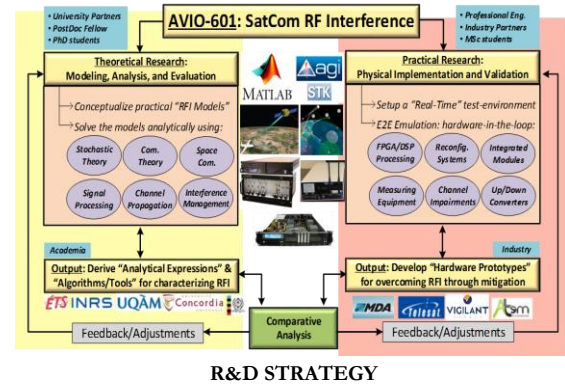 AVIO-601: SatCom RF Interference
• University Partners
• PostDoc Fellow
• PhD students
• Professional Eng.
• Industry Partners
• MSc students
Theoretical Research:
Modeling, Analysis, and Evaluation
Conceptualize practical "RFI Models"
Solve the models analytically using:
Stochastic
Theory
Com.
Theory
Space
Com.
Signal
Processing
Channel
Propagation
Interference
Management
MATLAB
agi
STK
Practical Research:
Physical Implementation and Validation
Setup a "Real-Time" test-environment
E2E Emulation: hardware-in-the-loop:
FPGA/DSP
Processing
Reconfig.
Systems
Integrated
Modules
Measuring
Equipment
Channel
Impairments
Up/Down
Converters
Academia
Output: Derive "Analytical Expressions" &
"Algorithms/Tools" for characterizing RFI
ÉTS INRS UQÀM Concordia
Industry
Output: Develop "Hardware Prototypes"
for overcoming RFI through mitigation
MDA Telesat VIGILANT
Feedback/Adjustments
Comparative
Analysis
Feedback/Adjustments
R&D STRATEGY